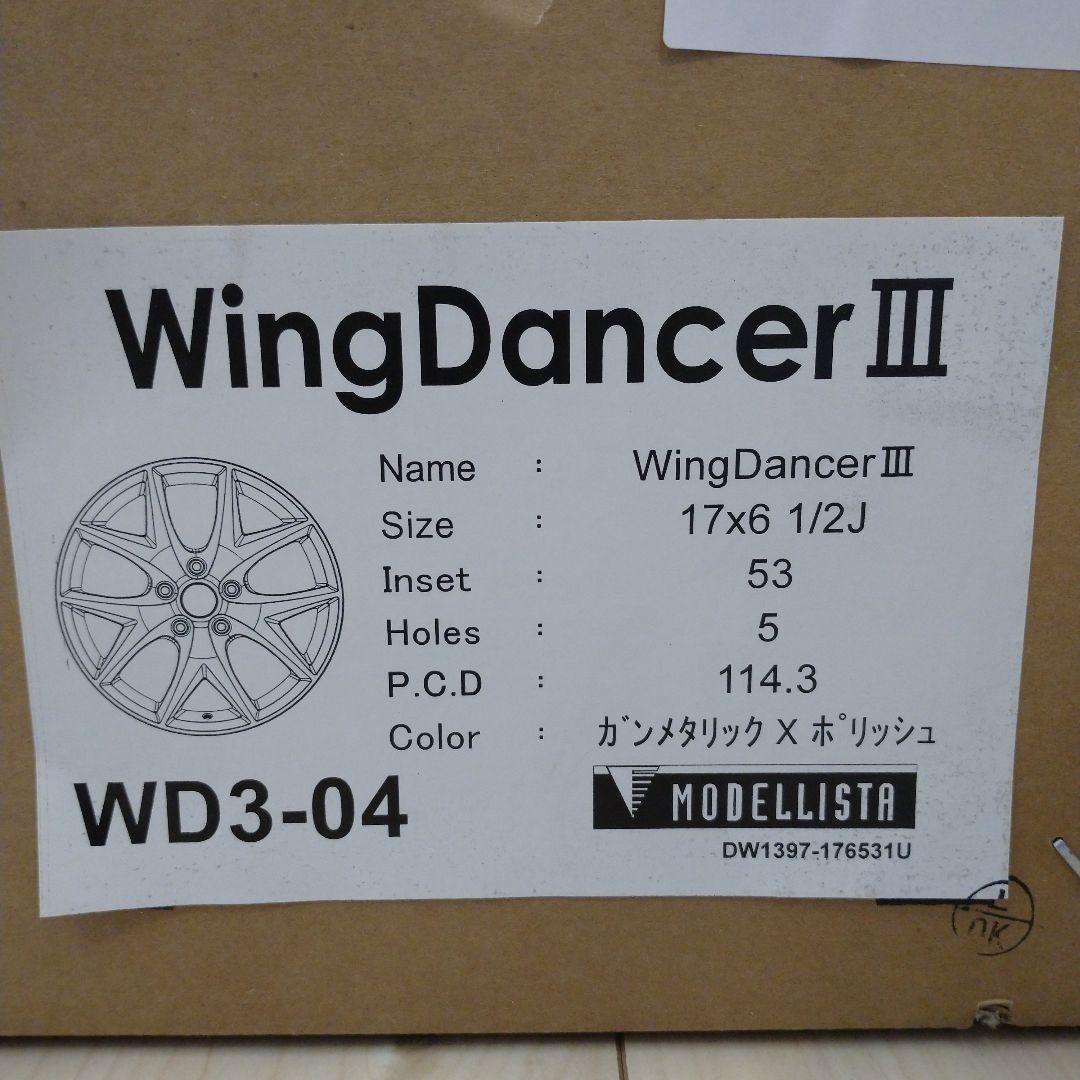 WingDancerⅢ
Name : WingDancerⅢ
Size : 17x6 1/2J
Inset : 53
Holes : 5
P.C.D : 114.3
Color : ｶﾞﾝﾒﾀﾘｯｸ X ﾎﾟﾘｯｼｭ
WD3-04
MODELLISTA
DW1397-176531U